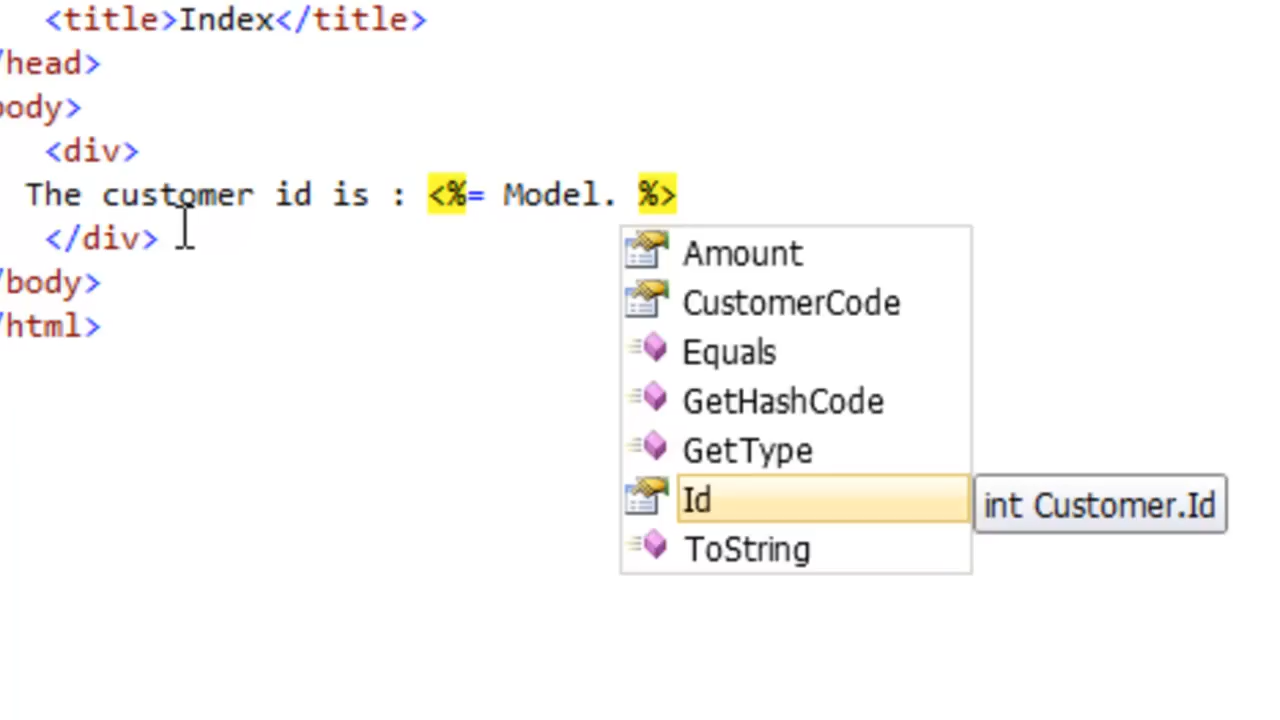 <title>Index</title>
/head>
body>
<div>
The customer id is : <%= Model. %>
</div>
/body>
/html>
Amount
CustomerCode
Equals
GetHashCode
GetType
Id
int Customer.Id
ToString